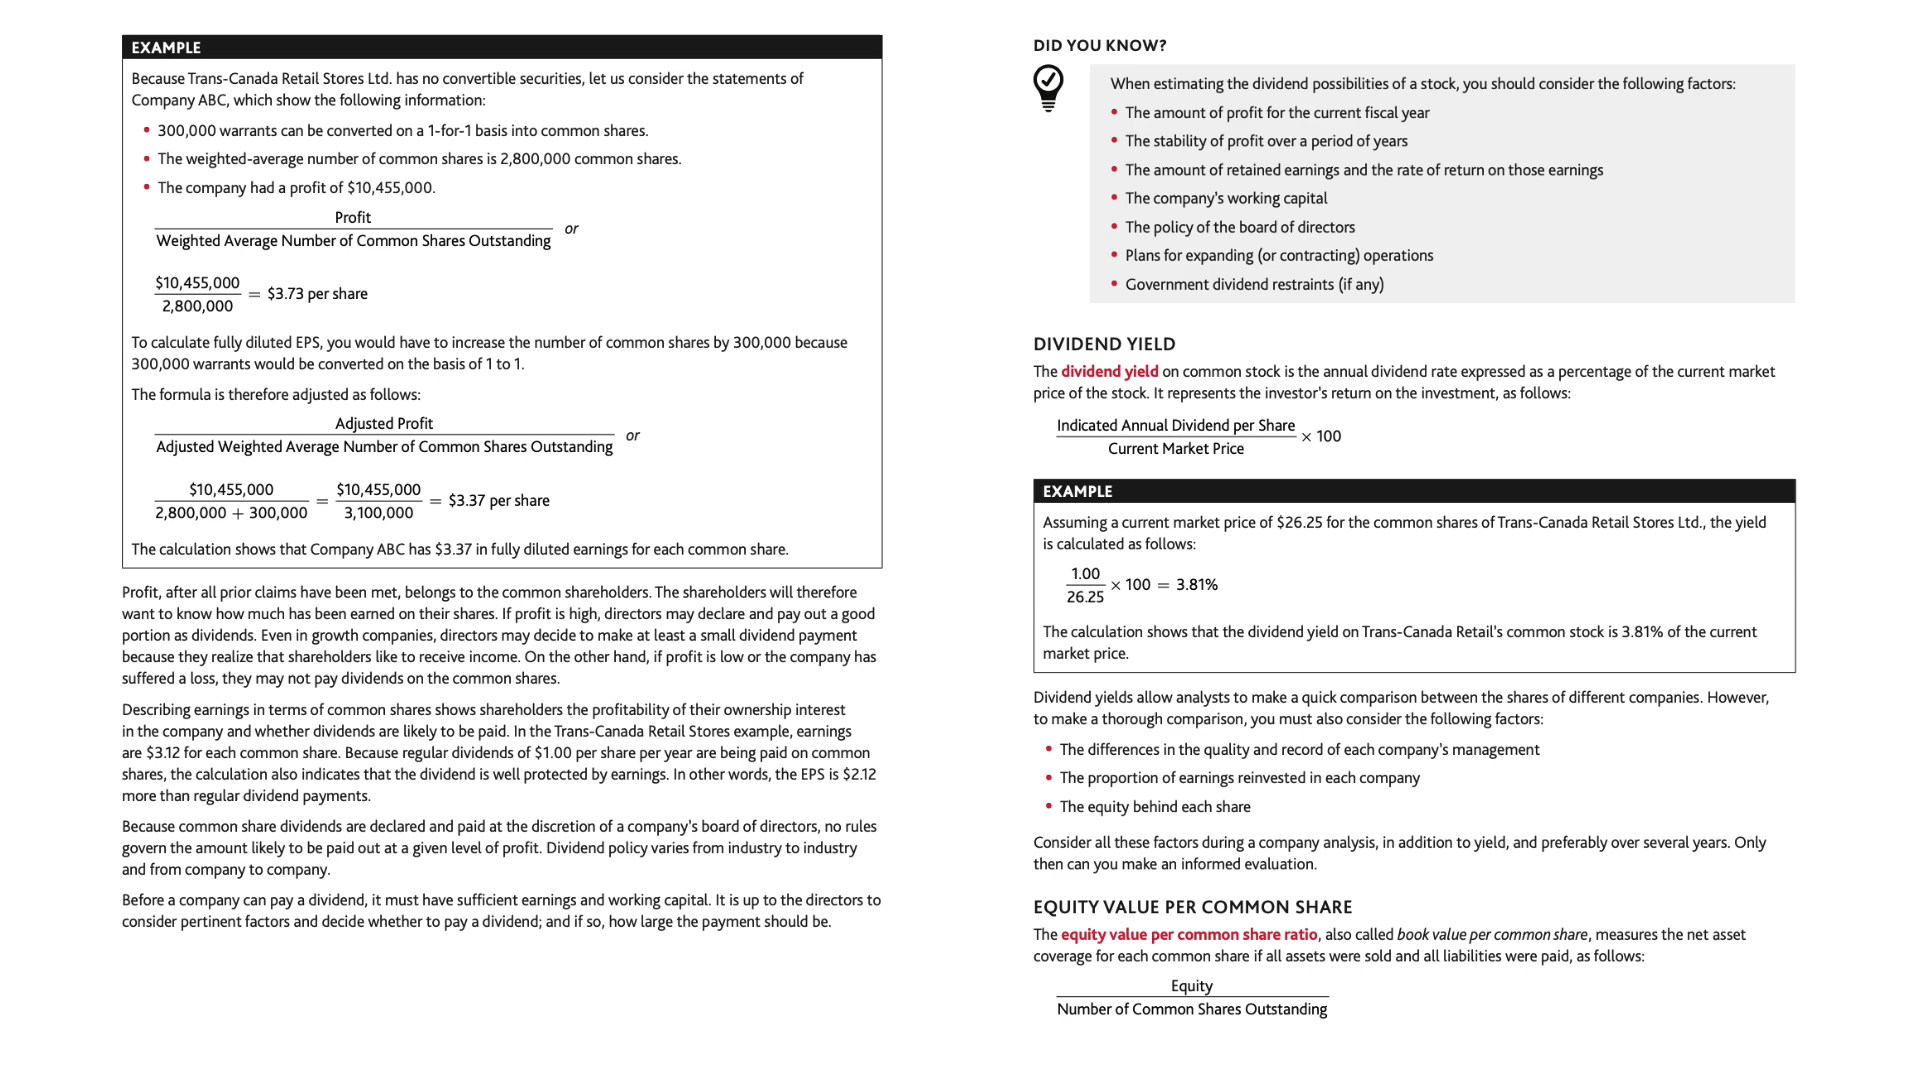 EXAMPLE
Because Trans-Canada Retail Stores Ltd. has no convertible securities, let us consider the statements of
Company ABC, which show the following information:
• 300,000 warrants can be converted on a 1-for-1 basis into common shares.
• The weighted-average number of common shares is 2,800,000 common shares.
• The company had a profit of $10,455,000.
Profit
Weighted Average Number of Common Shares Outstanding
or
$10,455,000
2,800,000
= $3.73 per share
To calculate fully diluted EPS, you would have to increase the number of common shares by 300,000 because
300,000 warrants would be converted on the basis of 1 to 1.
The formula is therefore adjusted as follows:
Adjusted Profit
Adjusted Weighted Average Number of Common Shares Outstanding
or
$10,455,000
2,800,000 + 300,000
=
$10,455,000
3,100,000
= $3.37 per share
The calculation shows that Company ABC has $3.37 in fully diluted earnings for each common share.
Profit, after all prior claims have been met, belongs to the common shareholders. The shareholders will therefore
want to know how much has been earned on their shares. If profit is high, directors may declare and pay out a good
portion as dividends. Even in growth companies, directors may decide to make at least a small dividend payment
because they realize that shareholders like to receive income. On the other hand, if profit is low or the company has
suffered a loss, they may not pay dividends on the common shares.
Describing earnings in terms of common shares shows shareholders the profitability of their ownership interest
in the company and whether dividends are likely to be paid. In the Trans-Canada Retail Stores example, earnings
are $3.12 for each common share. Because regular dividends of $1.00 per share per year are being paid on common
shares, the calculation also indicates that the dividend is well protected by earnings. In other words, the EPS is $2.12
more than regular dividend payments.
Because common share dividends are declared and paid at the discretion of a company's board of directors, no rules
govern the amount likely to be paid out at a given level of profit. Dividend policy varies from industry to industry
and from company to company.
Before a company can pay a dividend, it must have sufficient earnings and working capital. It is up to the directors to
consider pertinent factors and decide whether to pay a dividend; and if so, how large the payment should be.
DID YOU KNOW?
When estimating the dividend possibilities of a stock, you should consider the following factors:
• The amount of profit for the current fiscal year
• The stability of profit over a period of years
• The amount of retained earnings and the rate of return on those earnings
• The company's working capital
• The policy of the board of directors
• Plans for expanding (or contracting) operations
• Government dividend restraints (if any)
DIVIDEND YIELD
The dividend yield on common stock is the annual dividend rate expressed as a percentage of the current market
price of the stock. It represents the investor's return on the investment, as follows:
Indicated Annual Dividend per Share
Current Market Price
× 100
EXAMPLE
Assuming a current market price of $26.25 for the common shares of Trans-Canada Retail Stores Ltd., the yield
is calculated as follows:
1.00
26.25
× 100 = 3.81%
The calculation shows that the dividend yield on Trans-Canada Retail's common stock is 3.81% of the current
market price.
Dividend yields allow analysts to make a quick comparison between the shares of different companies. However,
to make a thorough comparison, you must also consider the following factors:
• The differences in the quality and record of each company's management
• The proportion of earnings reinvested in each company
• The equity behind each share
Consider all these factors during a company analysis, in addition to yield, and preferably over several years. Only
then can you make an informed evaluation.
EQUITY VALUE PER COMMON SHARE
The equity value per common share ratio, also called book value per common share, measures the net asset
coverage for each common share if all assets were sold and all liabilities were paid, as follows:
Equity
Number of Common Shares Outstanding